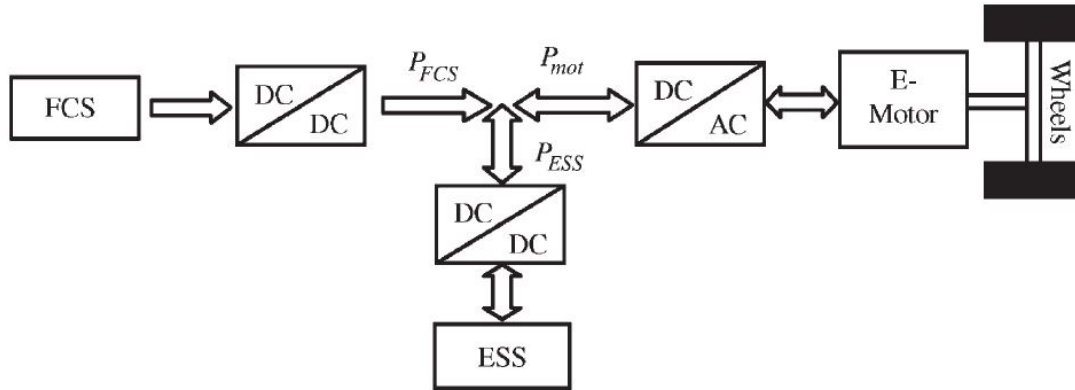 FCS
DC
DC
P_FCS
P_mot
DC
AC
E-
Motor
Wheels
P_ESS
DC
DC
ESS